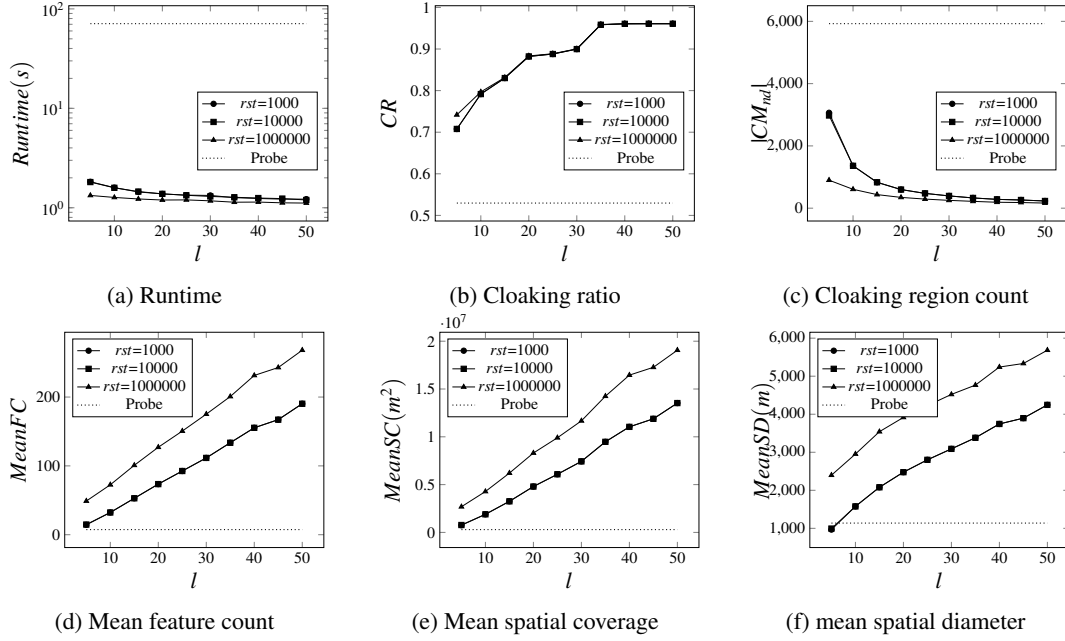 10²
10¹
10⁰
10 20 30 40 50
Runtime(s)
l
rst=1000
rst=10000
rst=1000000
Probe
(a) Runtime
1
0.9
0.8
0.7
0.6
0.5
10 20 30 40 50
CR
l
rst=1000
rst=10000
rst=1000000
Probe
(b) Cloaking ratio
6,000
4,000
2,000
0
10 20 30 40 50
|CM_nd|
l
rst=1000
rst=10000
rst=1000000
Probe
(c) Cloaking region count
200
100
0
10 20 30 40 50
MeanFC
l
rst=1000
rst=10000
rst=1000000
Probe
(d) Mean feature count
·10⁷
2
1.5
1
0.5
0
10 20 30 40 50
MeanSC(m²)
l
rst=1000
rst=10000
rst=1000000
Probe
(e) Mean spatial coverage
6,000
5,000
4,000
3,000
2,000
1,000
10 20 30 40 50
MeanSD(m)
l
rst=1000
rst=10000
rst=1000000
Probe
(f) mean spatial diameter